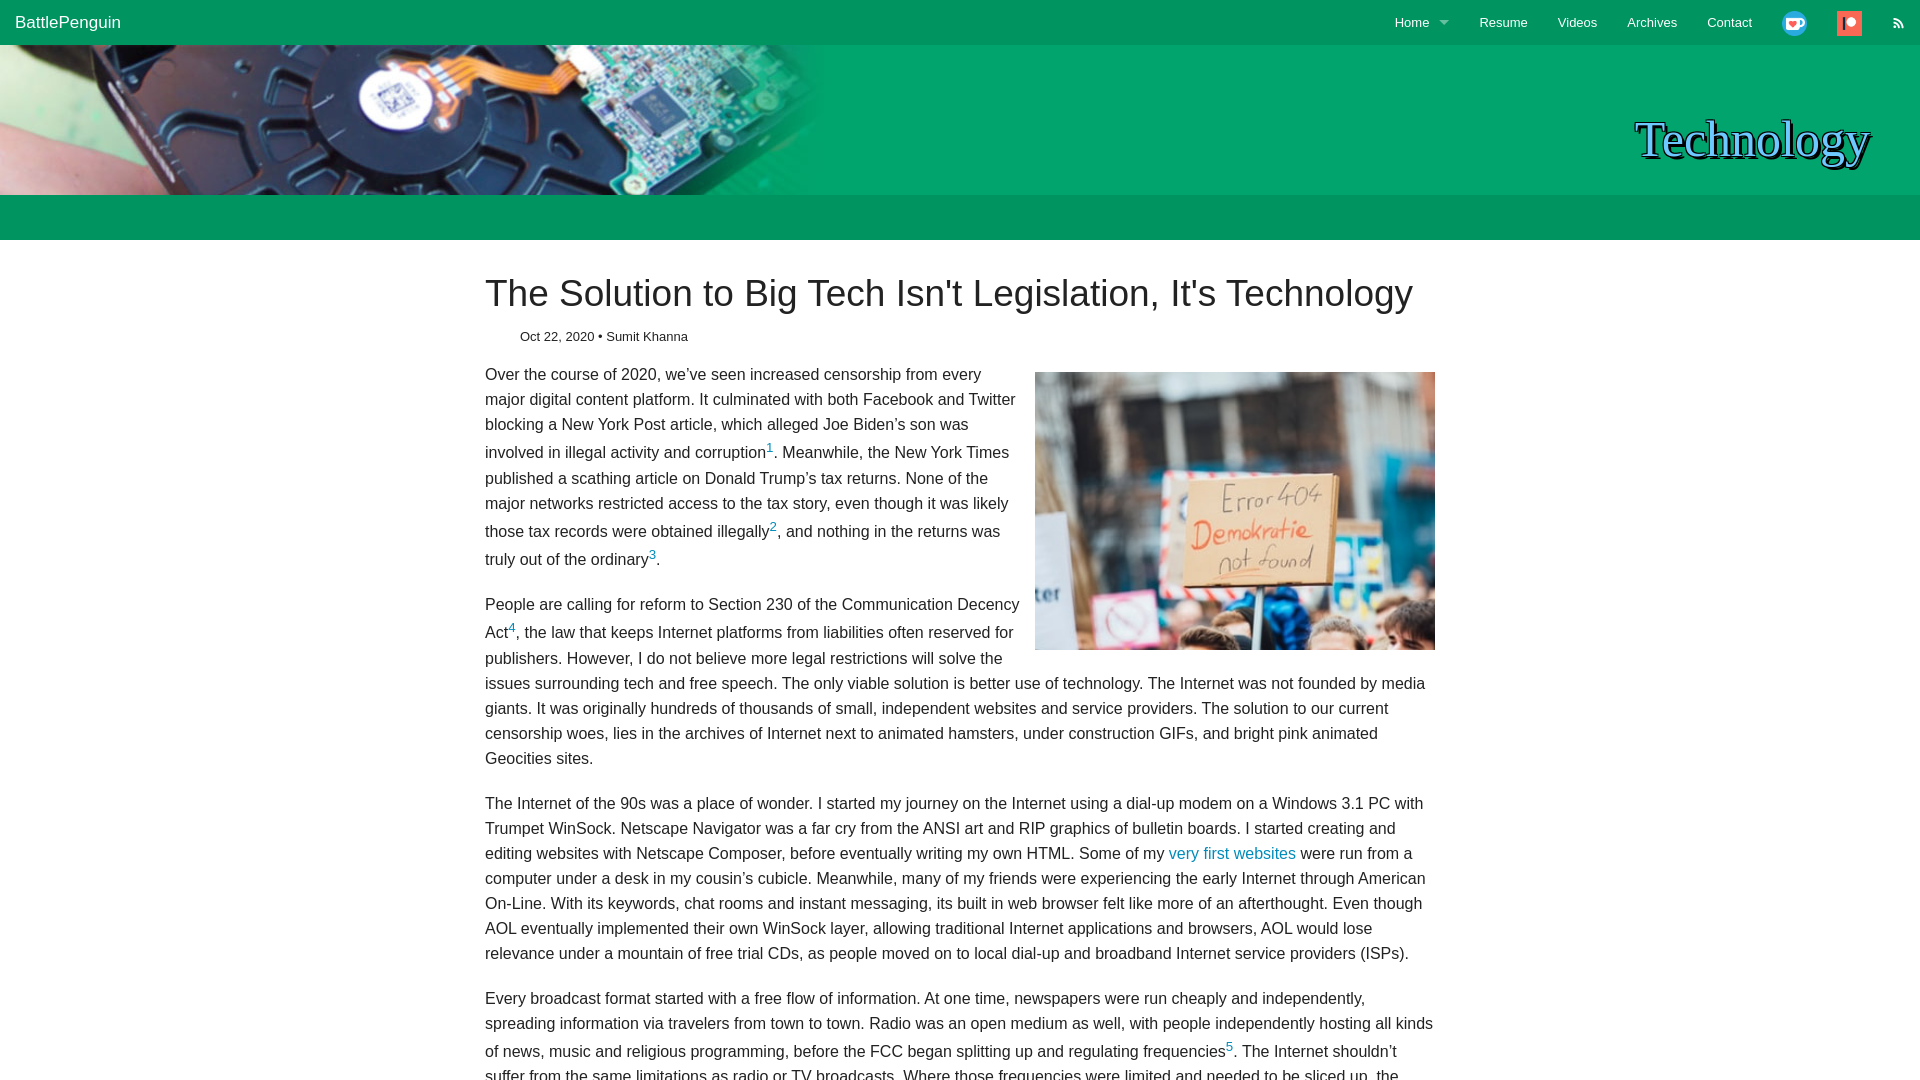 BattlePenguin
Home
Resume
Videos
Archives
Contact
Technology
The Solution to Big Tech Isn't Legislation, It's Technology
Oct 22, 2020 • Sumit Khanna
Over the course of 2020, we’ve seen increased censorship from every
major digital content platform. It culminated with both Facebook and Twitter
blocking a New York Post article, which alleged Joe Biden’s son was
involved in illegal activity and corruption1. Meanwhile, the New York Times
published a scathing article on Donald Trump’s tax returns. None of the
major networks restricted access to the tax story, even though it was likely
those tax records were obtained illegally2, and nothing in the returns was
truly out of the ordinary3.
Error 404
Demokratie
not found
People are calling for reform to Section 230 of the Communication Decency
Act4, the law that keeps Internet platforms from liabilities often reserved for
publishers. However, I do not believe more legal restrictions will solve the
issues surrounding tech and free speech. The only viable solution is better use of technology. The Internet was not founded by media
giants. It was originally hundreds of thousands of small, independent websites and service providers. The solution to our current
censorship woes, lies in the archives of Internet next to animated hamsters, under construction GIFs, and bright pink animated
Geocities sites.
The Internet of the 90s was a place of wonder. I started my journey on the Internet using a dial-up modem on a Windows 3.1 PC with
Trumpet WinSock. Netscape Navigator was a far cry from the ANSI art and RIP graphics of bulletin boards. I started creating and
editing websites with Netscape Composer, before eventually writing my own HTML. Some of my very first websites were run from a
computer under a desk in my cousin’s cubicle. Meanwhile, many of my friends were experiencing the early Internet through American
On-Line. With its keywords, chat rooms and instant messaging, its built in web browser felt like more of an afterthought. Even though
AOL eventually implemented their own WinSock layer, allowing traditional Internet applications and browsers, AOL would lose
relevance under a mountain of free trial CDs, as people moved on to local dial-up and broadband Internet service providers (ISPs).
Every broadcast format started with a free flow of information. At one time, newspapers were run cheaply and independently,
spreading information via travelers from town to town. Radio was an open medium as well, with people independently hosting all kinds
of news, music and religious programming, before the FCC began splitting up and regulating frequencies5. The Internet shouldn’t
suffer from the same limitations as radio or TV broadcasts. Where those frequencies were limited and needed to be sliced up, the